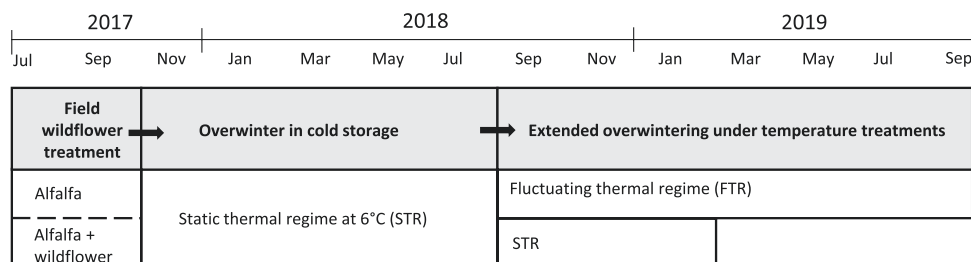 2017 2018 2019
Jul Sep Nov Jan Mar May Jul Sep Nov Jan Mar May Jul Sep
Field
wildflower
treatment
Overwinter in cold storage
Extended overwintering under temperature treatments
Alfalfa
Alfalfa +
wildflower
Static thermal regime at 6°C (STR)
Fluctuating thermal regime (FTR)
STR